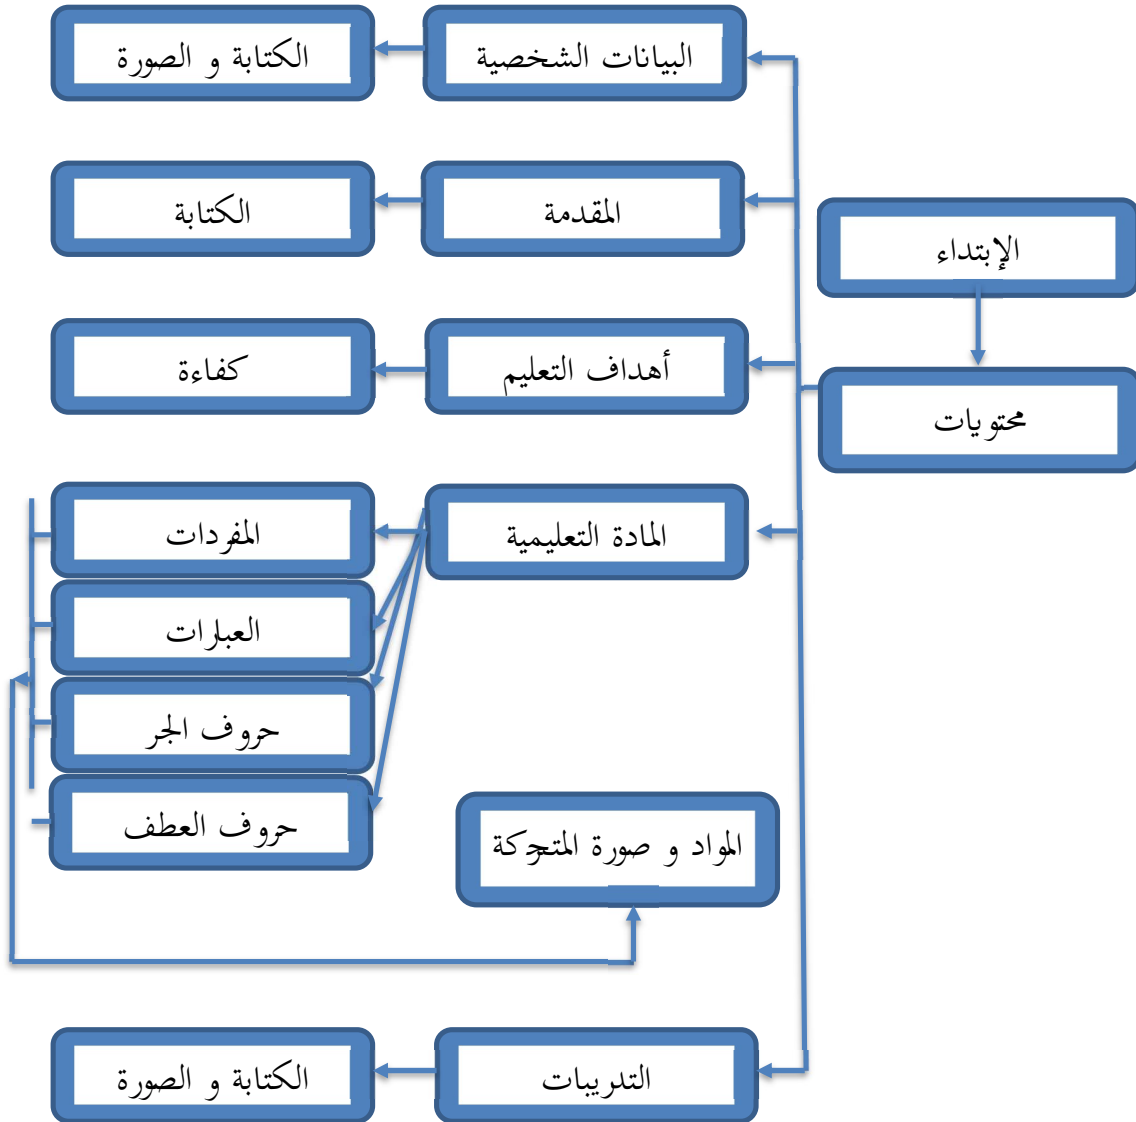 الإبتداء
محتويات
البيانات الشخصية
الكتابة و الصورة
المقدمة
الكتابة
أهداف التعليم
كفاءة
المادة التعليمية
المفردات
العبارات
حروف الجر
حروف العطف
المواد و صورة المتحركة
التدريبات
الكتابة و الصورة